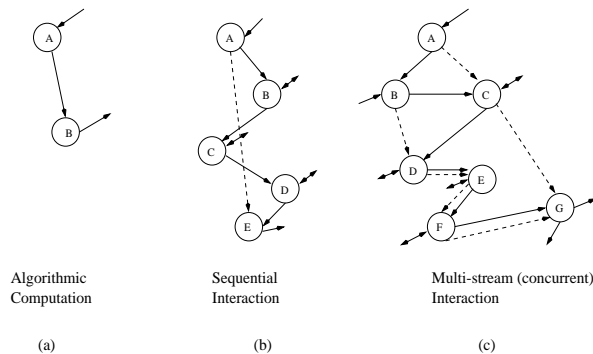 A
B
A
B
C
D
E
A
B
C
D
E
F
G
Algorithmic
Computation
Sequential
Interaction
Multi-stream (concurrent)
Interaction
(a)
(b)
(c)